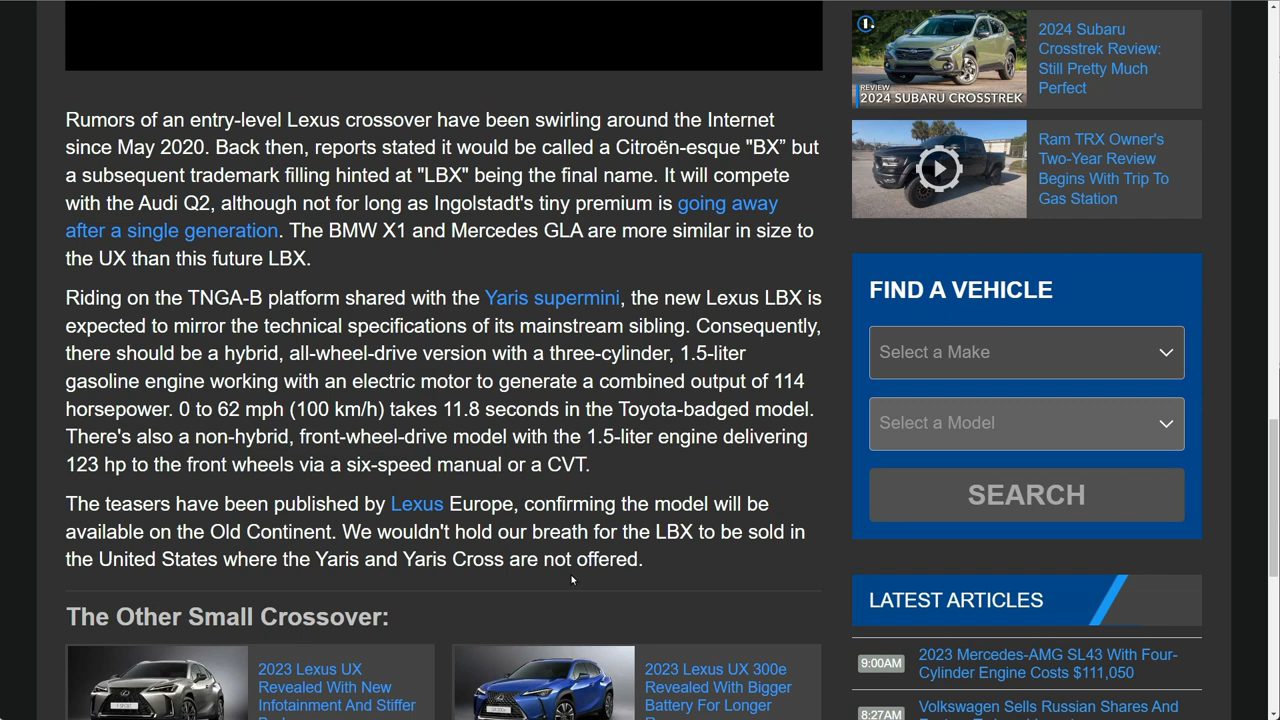 Rumors of an entry-level Lexus crossover have been swirling around the Internet
since May 2020. Back then, reports stated it would be called a Citroën-esque "BX” but
a subsequent trademark filling hinted at "LBX" being the final name. It will compete
with the Audi Q2, although not for long as Ingolstadt's tiny premium is going away
after a single generation. The BMW X1 and Mercedes GLA are more similar in size to
the UX than this future LBX.
Riding on the TNGA-B platform shared with the Yaris supermini, the new Lexus LBX is
expected to mirror the technical specifications of its mainstream sibling. Consequently,
there should be a hybrid, all-wheel-drive version with a three-cylinder, 1.5-liter
gasoline engine working with an electric motor to generate a combined output of 114
horsepower. 0 to 62 mph (100 km/h) takes 11.8 seconds in the Toyota-badged model.
There's also a non-hybrid, front-wheel-drive model with the 1.5-liter engine delivering
123 hp to the front wheels via a six-speed manual or a CVT.
The teasers have been published by Lexus Europe, confirming the model will be
available on the Old Continent. We wouldn't hold our breath for the LBX to be sold in
the United States where the Yaris and Yaris Cross are not offered.
The Other Small Crossover:
2023 Lexus UX
Revealed With New
Infotainment And Stiffer
2023 Lexus UX 300e
Revealed With Bigger
Battery For Longer
1.
REVIEW
2024 SUBARU CROSSTREK
2024 Subaru
Crosstrek Review:
Still Pretty Much
Perfect
Ram TRX Owner's
Two-Year Review
Begins With Trip To
Gas Station
FIND A VEHICLE
Select a Make
Select a Model
SEARCH
LATEST ARTICLES
9:00AM
2023 Mercedes-AMG SL43 With Four-
Cylinder Engine Costs $111,050
8:27AM
Volkswagen Sells Russian Shares And